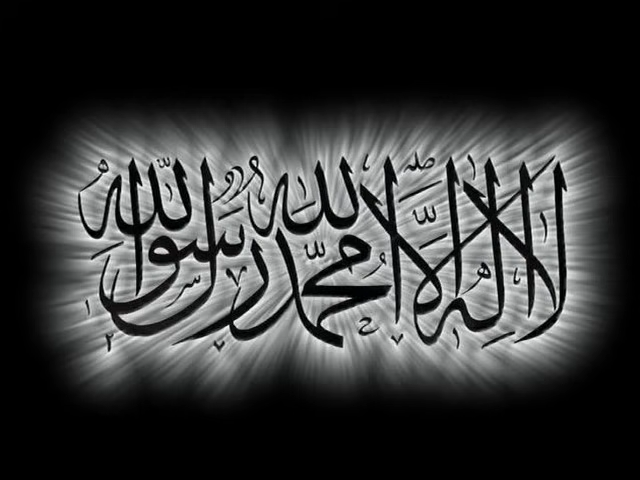 لا إله إلا الله محمد رسول الله